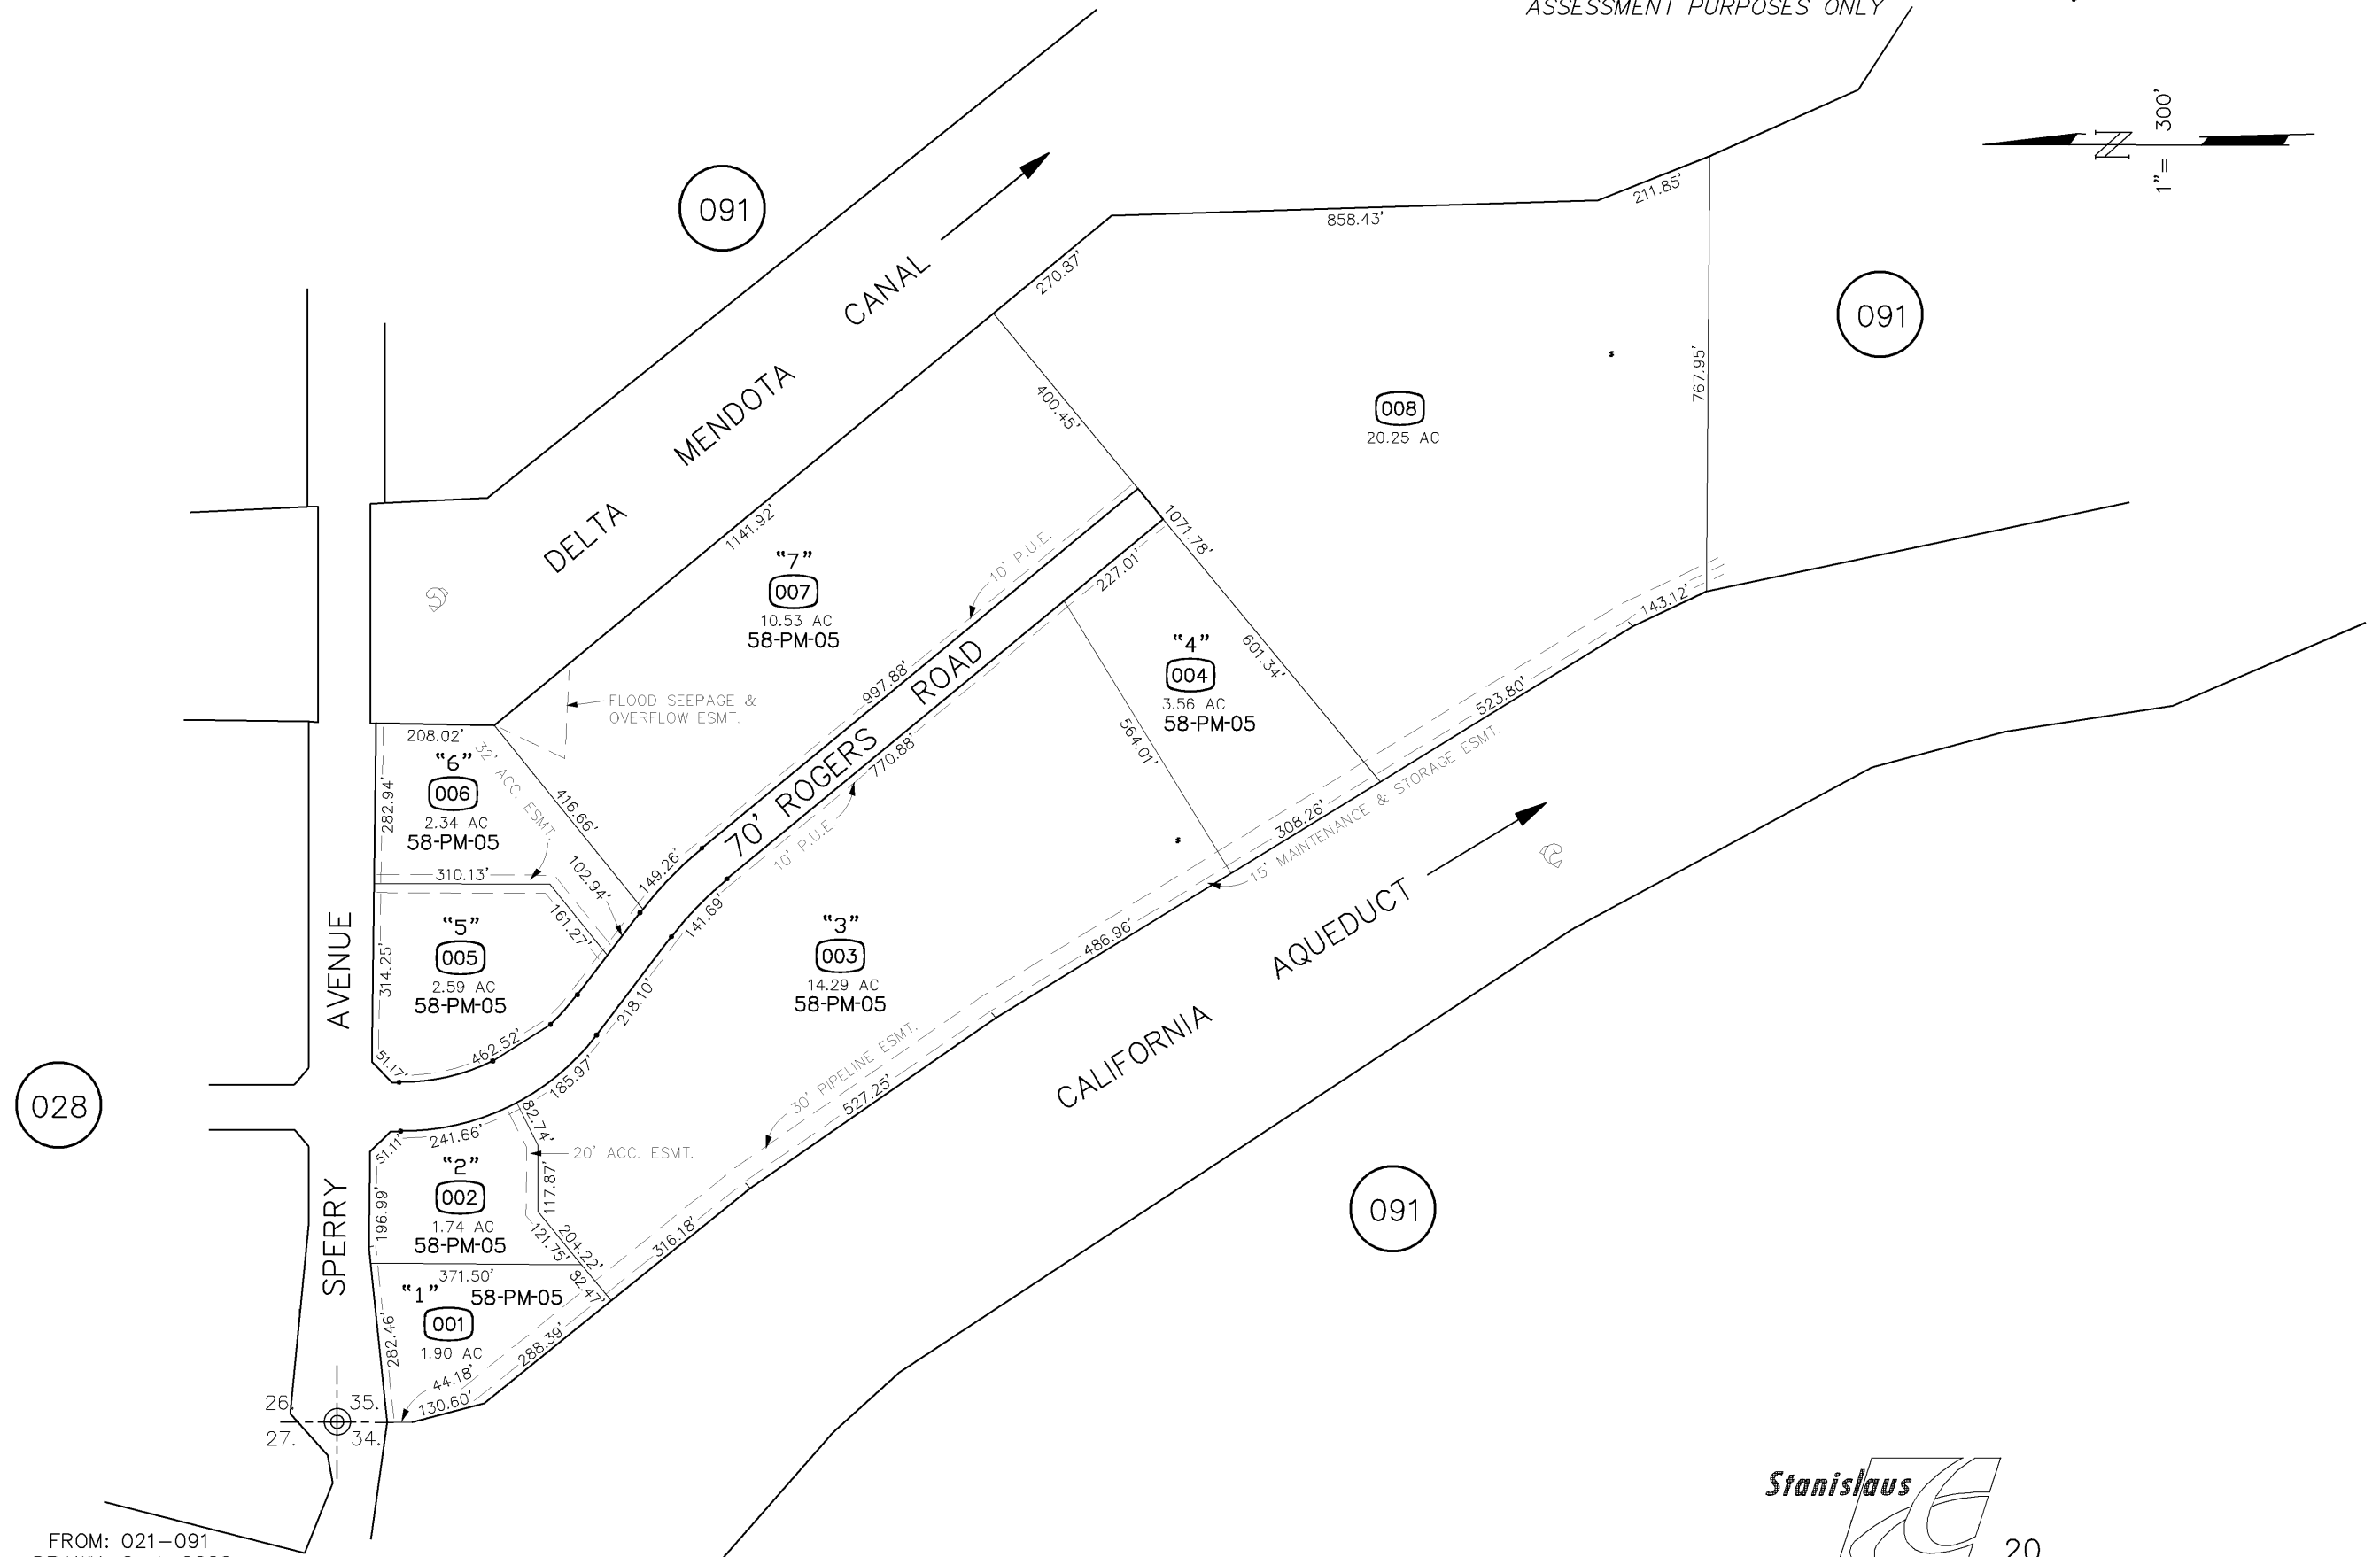 ASSESSMENT PURPOSES ONLY
1"= 300'
N
091
091
091
028
DELTA MENDOTA CANAL
858.43'
211.85'
270.87'
767.95'
400.45'
1071.78'
008
20.25 AC
1141.92'
"7"
007
10.53 AC
58-PM-05
10' P.U.E.
997.88'
70' ROGERS ROAD
227.01'
770.88'
10' P.U.E.
"4"
004
3.56 AC
58-PM-05
601.34'
564.01'
143.12'
523.80'
308.26'
15' MAINTENANCE & STORAGE ESMT.
FLOOD SEEPAGE &
OVERFLOW ESMT.
208.02'
32' ACC. ESMT.
"6"
006
2.34 AC
58-PM-05
282.94'
416.66'
310.13'
102.94'
149.26'
161.27'
141.69'
"5"
005
2.59 AC
58-PM-05
314.25'
51.17'
462.52'
218.10'
185.97'
"3"
003
14.29 AC
58-PM-05
486.96'
30' PIPELINE ESMT.
527.25'
CALIFORNIA AQUEDUCT
SPERRY AVENUE
51.11'
241.66'
82.74'
20' ACC. ESMT.
"2"
002
1.74 AC
58-PM-05
196.99'
117.87'
204.22'
121.75'
316.18'
371.50'
82.47'
"1"
58-PM-05
001
1.90 AC
282.46'
288.39'
44.18'
130.60'
26.
35.
27.
34.
FROM: 021-091
Stanislaus
20